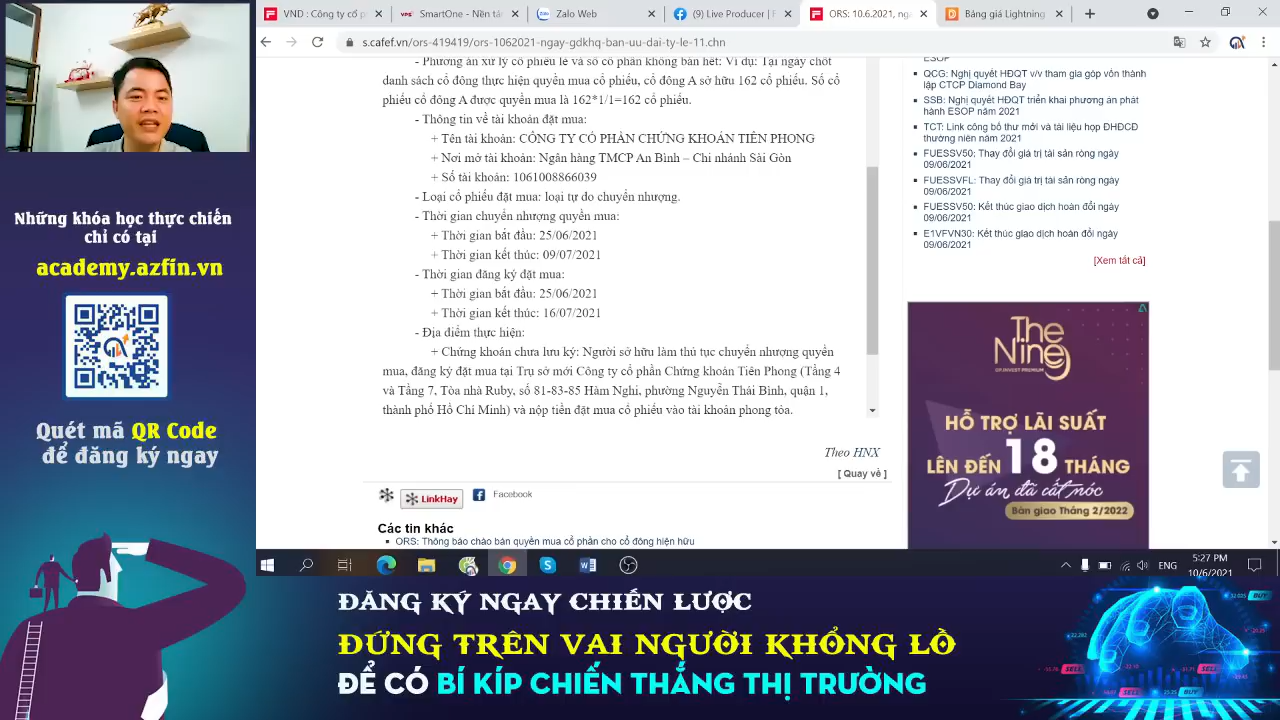 VND : Công ty cổ
SmartOne - Nền tả
Zalo
(9) Live Producer |
ORS: 10.6.2021, ng
Bảng giá Lightning
s.cafef.vn/ors-419419/ors-1062021-ngay-gdkhq-ban-uu-dai-ty-le-11.chn
- Phương án xử lý cổ phiếu lẻ và số cổ phần không bán hết: Ví dụ: Tại ngày chốt
danh sách cổ đông thực hiện quyền mua cổ phiếu, cổ đông A sở hữu 162 cổ phiếu. Số cổ
phiếu cổ đông A được quyền mua là 162*1/1=162 cổ phiếu.
- Thông tin về tài khoản đặt mua:
+ Tên tài khoản: CÔNG TY CỔ PHẦN CHỨNG KHOÁN TIÊN PHONG
+ Nơi mở tài khoản: Ngân hàng TMCP An Bình – Chi nhánh Sài Gòn
+ Số tài khoản: 1061008866039
- Loại cổ phiếu đặt mua: loại tự do chuyển nhượng.
- Thời gian chuyển nhượng quyền mua:
+ Thời gian bắt đầu: 25/06/2021
+ Thời gian kết thúc: 09/07/2021
- Thời gian đăng ký đặt mua:
+ Thời gian bắt đầu: 25/06/2021
+ Thời gian kết thúc: 16/07/2021
- Địa điểm thực hiện:
+ Chứng khoán chưa lưu ký: Người sở hữu làm thủ tục chuyển nhượng quyền
mua, đăng ký đặt mua tại Trụ sở mới Công ty cổ phần Chứng khoán Tiên Phong (Tầng 4
và Tầng 7, Tòa nhà Ruby, số 81-83-85 Hàm Nghi, phường Nguyễn Thái Bình, quận 1,
thành phố Hồ Chí Minh) và nộp tiền đặt mua cổ phiếu vào tài khoản phong tỏa.
Theo HNX
[ Quay về ]
LinkHay
Facebook
Các tin khác
ORS: Thông báo chào bán quyền mua cổ phần cho cổ đông hiện hữu
ESOP
QCG: Nghị quyết HĐQT v/v tham gia góp vốn thành
lập CTCP Diamond Bay
SSB: Nghị quyết HĐQT triển khai phương án phát
hành ESOP năm 2021
TCT: Link công bố thư mời và tài liệu họp ĐHĐCĐ
thường niên năm 2021
FUESSV50: Thay đổi giá trị tài sản ròng ngày
09/06/2021
FUESSVFL: Thay đổi giá trị tài sản ròng ngày
09/06/2021
FUESSV50: Kết thúc giao dịch hoán đổi ngày
09/06/2021
E1VFVN30: Kết thúc giao dịch hoán đổi ngày
09/06/2021
[Xem tất cả]
The
Nine
HỖ TRỢ LÃI SUẤT
LÊN ĐẾN 18 THÁNG
Dự án đã cất nóc
Bàn giao Tháng 2/2022
ENG
5:27 PM
10/6/2021
Những khóa học thực chiến
chỉ có tại
academy.azfin.vn
Quét mã QR Code
để đăng ký ngay
ĐĂNG KÝ NGAY CHIẾN LƯỢC
ĐỨNG TRÊN VAI NGƯỜI KHỔNG LỒ
ĐỂ CÓ BÍ KÍP CHIẾN THẮNG THỊ TRƯỜNG
BUY
SELL
SELL
SELL
BUY